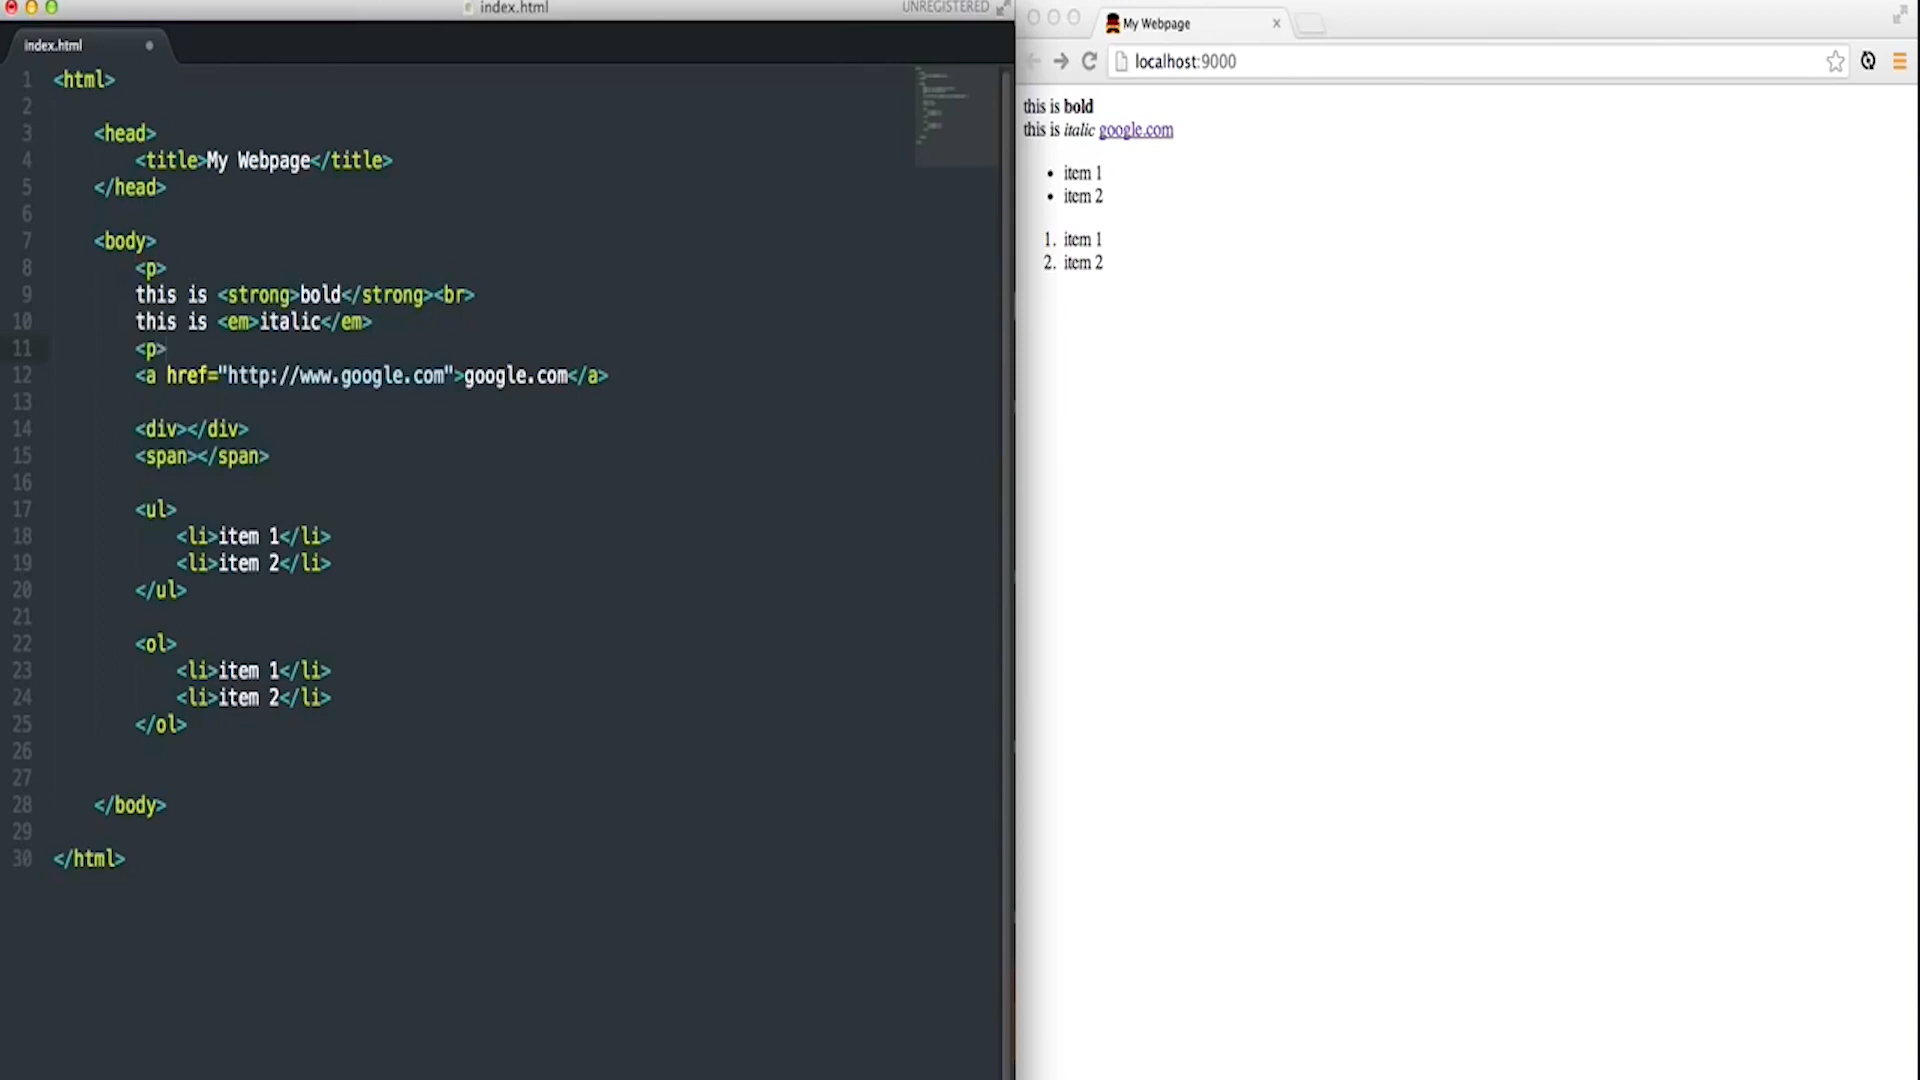 index.html
UNREGISTERED
index.html
1 <html>
2
3 <head>
4 <title>My Webpage</title>
5 </head>
6
7 <body>
8 <p>
9 this is <strong>bold</strong><br>
10 this is <em>italic</em>
11 <p>
12 <a href="http://www.google.com">google.com</a>
13
14 <div></div>
15 <span></span>
16
17 <ul>
18 <li>item 1</li>
19 <li>item 2</li>
20 </ul>
21
22 <ol>
23 <li>item 1</li>
24 <li>item 2</li>
25 </ol>
26
27
28 </body>
29
30 </html>
My Webpage
localhost:9000
this is bold
this is italic google.com
• item 1
• item 2
1. item 1
2. item 2